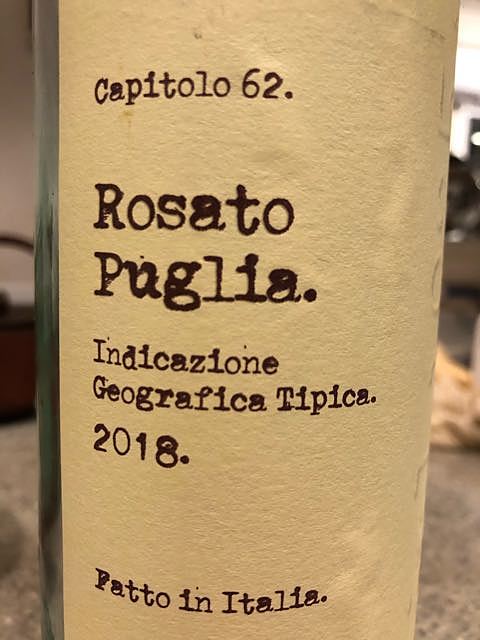 Capitolo 62.
Rosato
Puglia.
Indicazione
Geografica Tipica.
2018.
Fatto in Italia.